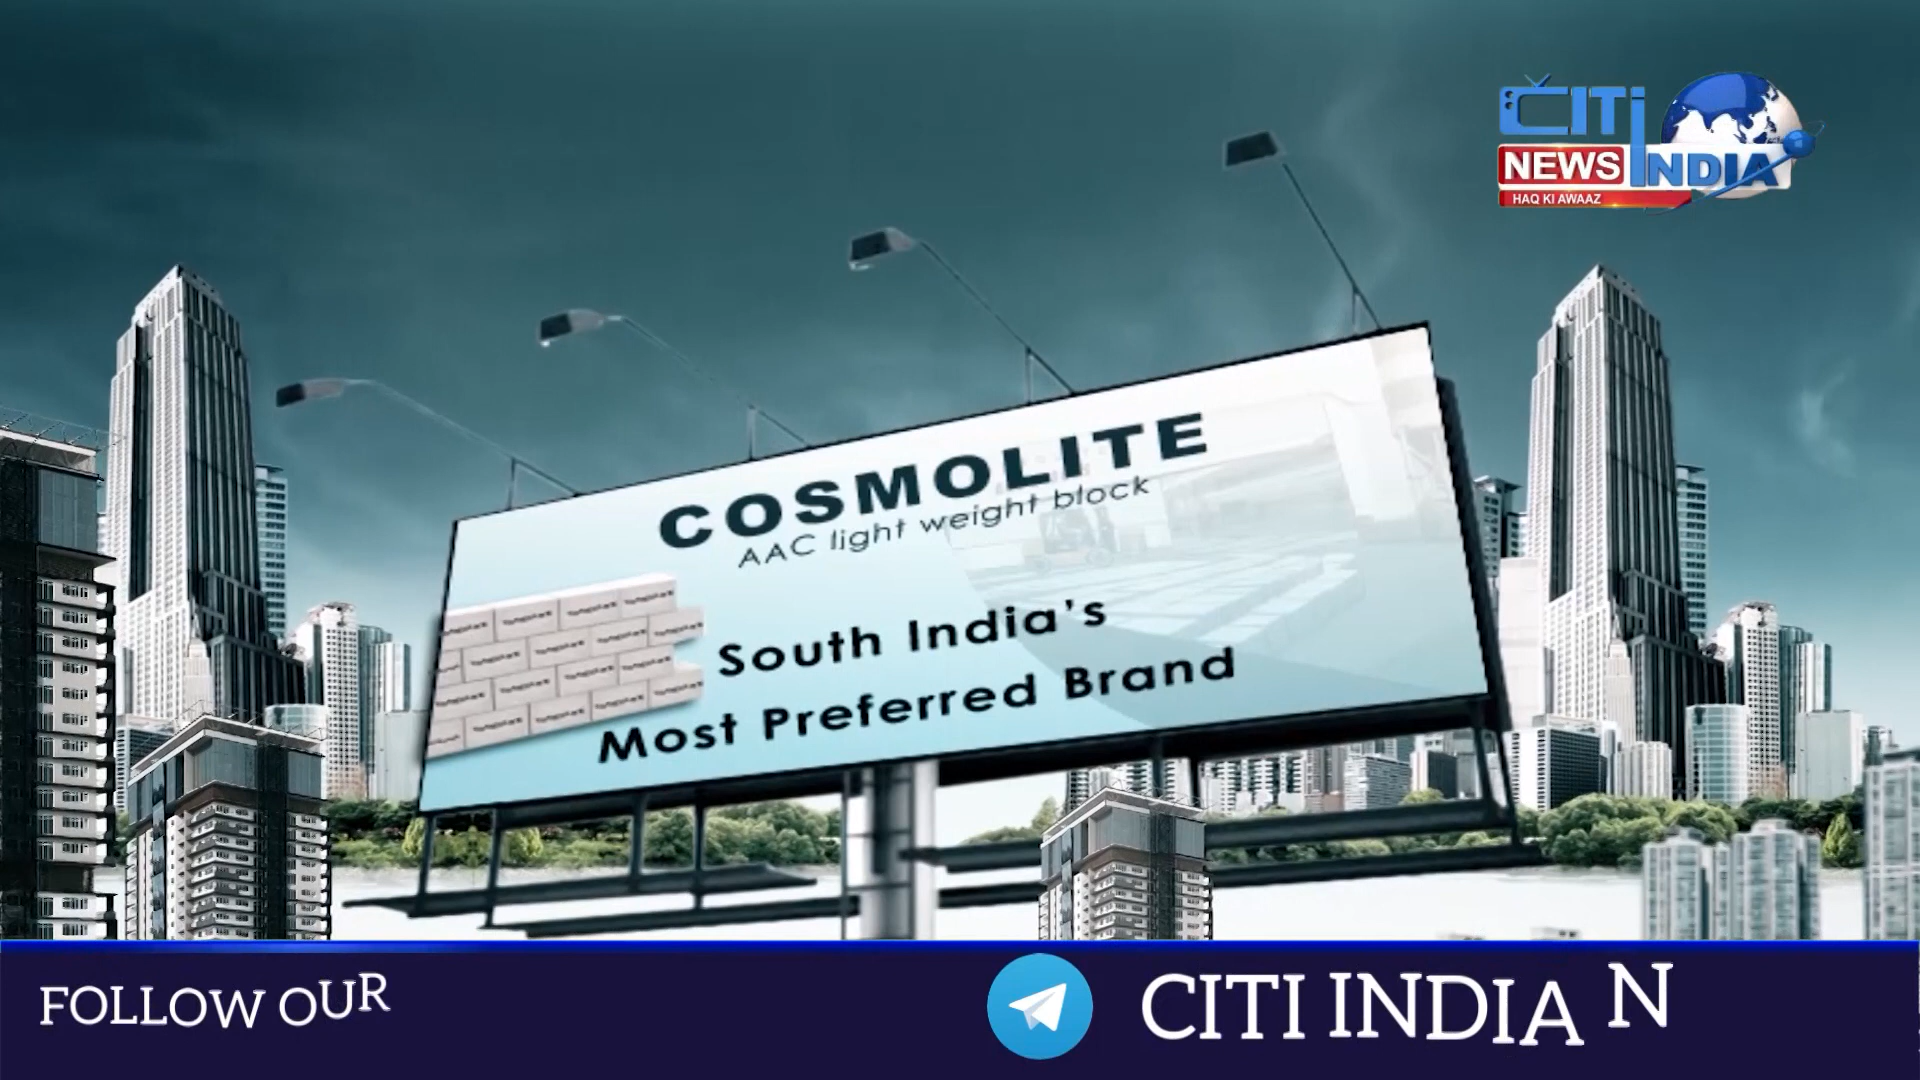 CITI
NEWS INDIA
HAQ KI AWAAZ
COSMOLITE
AAC light weight block
South India's
Most Preferred Brand
FOLLOW OUR
CITI INDIA N